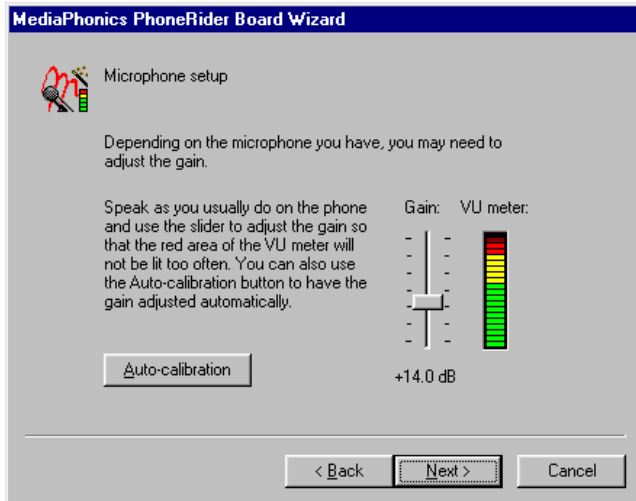 MediaPhonics PhoneRider Board Wizard
Microphone setup
Depending on the microphone you have, you may need to
adjust the gain.
Speak as you usually do on the phone
and use the slider to adjust the gain so
that the red area of the VU meter will
not be lit too often. You can also use
the Auto-calibration button to have the
gain adjusted automatically.
Gain: VU meter:
Auto-calibration
+14.0 dB
< Back Next > Cancel